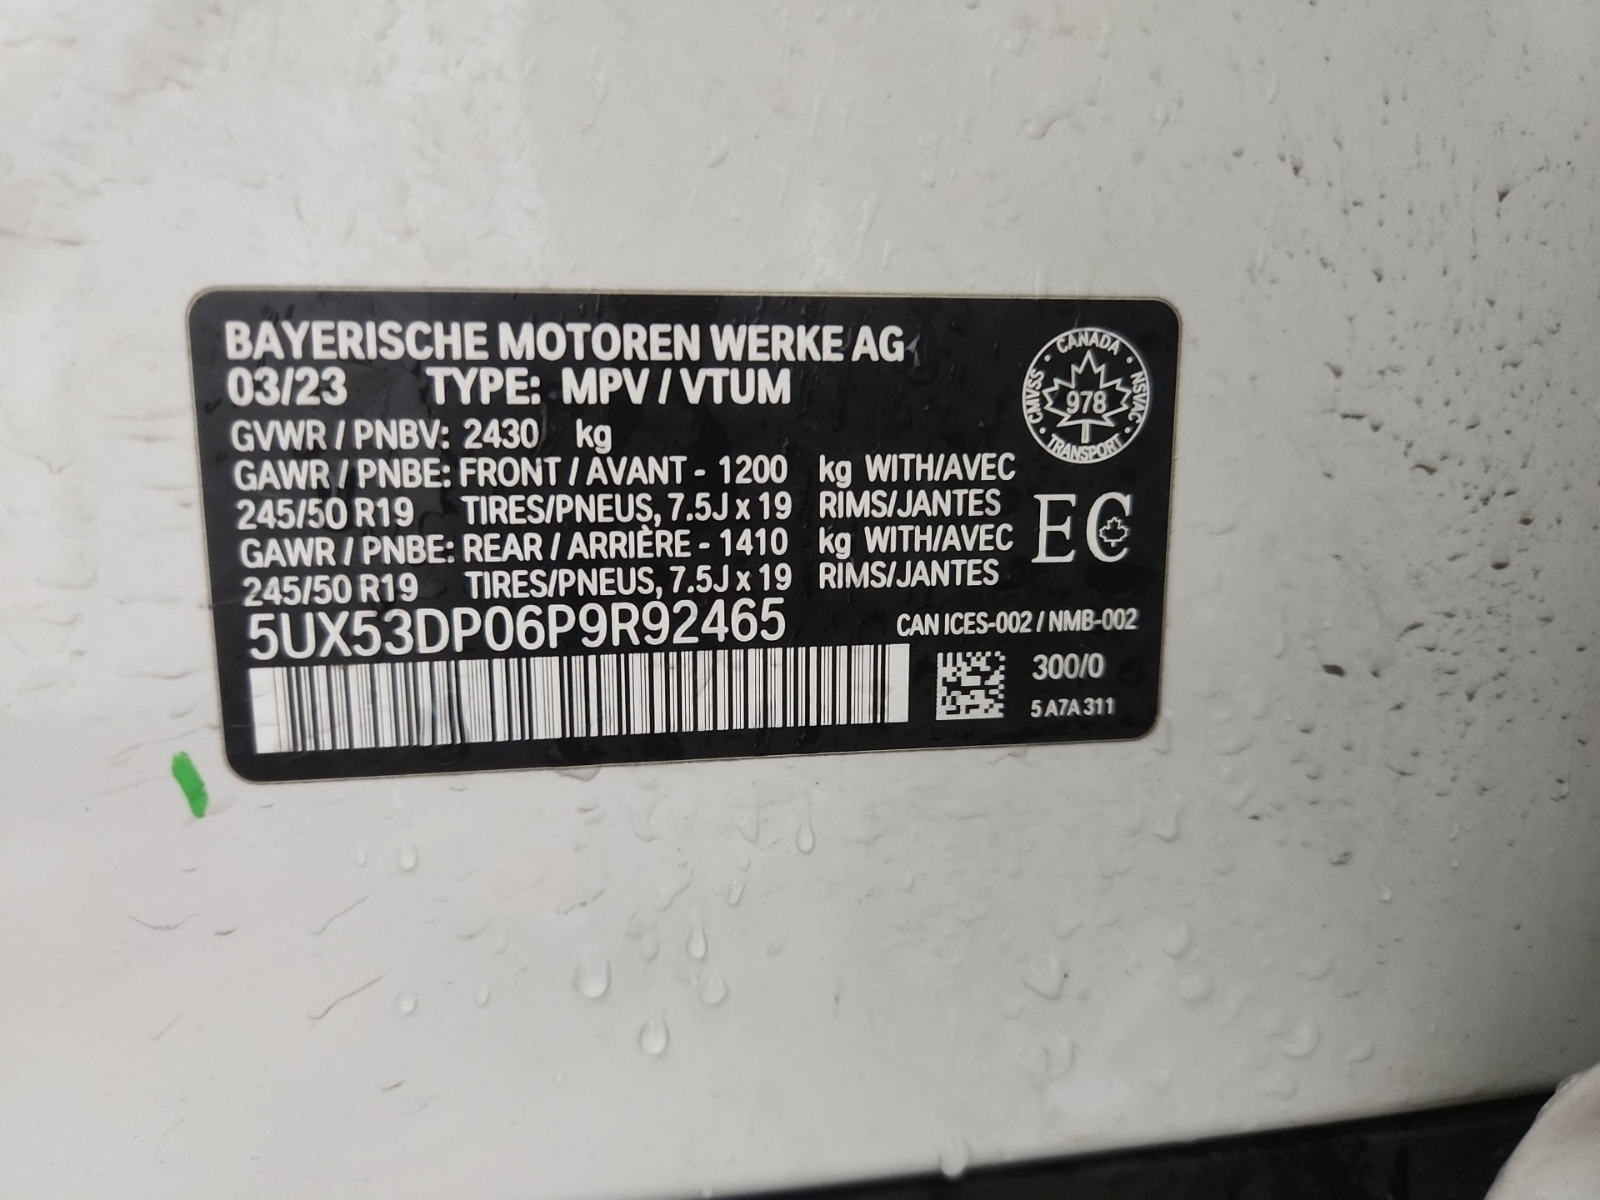 BAYERISCHE MOTOREN WERKE AG
03/23 TYPE: MPV / VTUM
GVWR / PNBV: 2430 kg
GAWR / PNBE: FRONT / AVANT - 1200 kg WITH/AVEC
245/50 R19 TIRES/PNEUS, 7.5J x 19 RIMS/JANTES
GAWR / PNBE: REAR / ARRIÈRE - 1410 kg WITH/AVEC
245/50 R19 TIRES/PNEUS, 7.5J x 19 RIMS/JANTES
5UX53DP06P9R92465
CANADA
CMVSS 978 NSVAC
TRANSPORT
EC
CAN ICES-002 / NMB-002
300/0
5 A7A 311